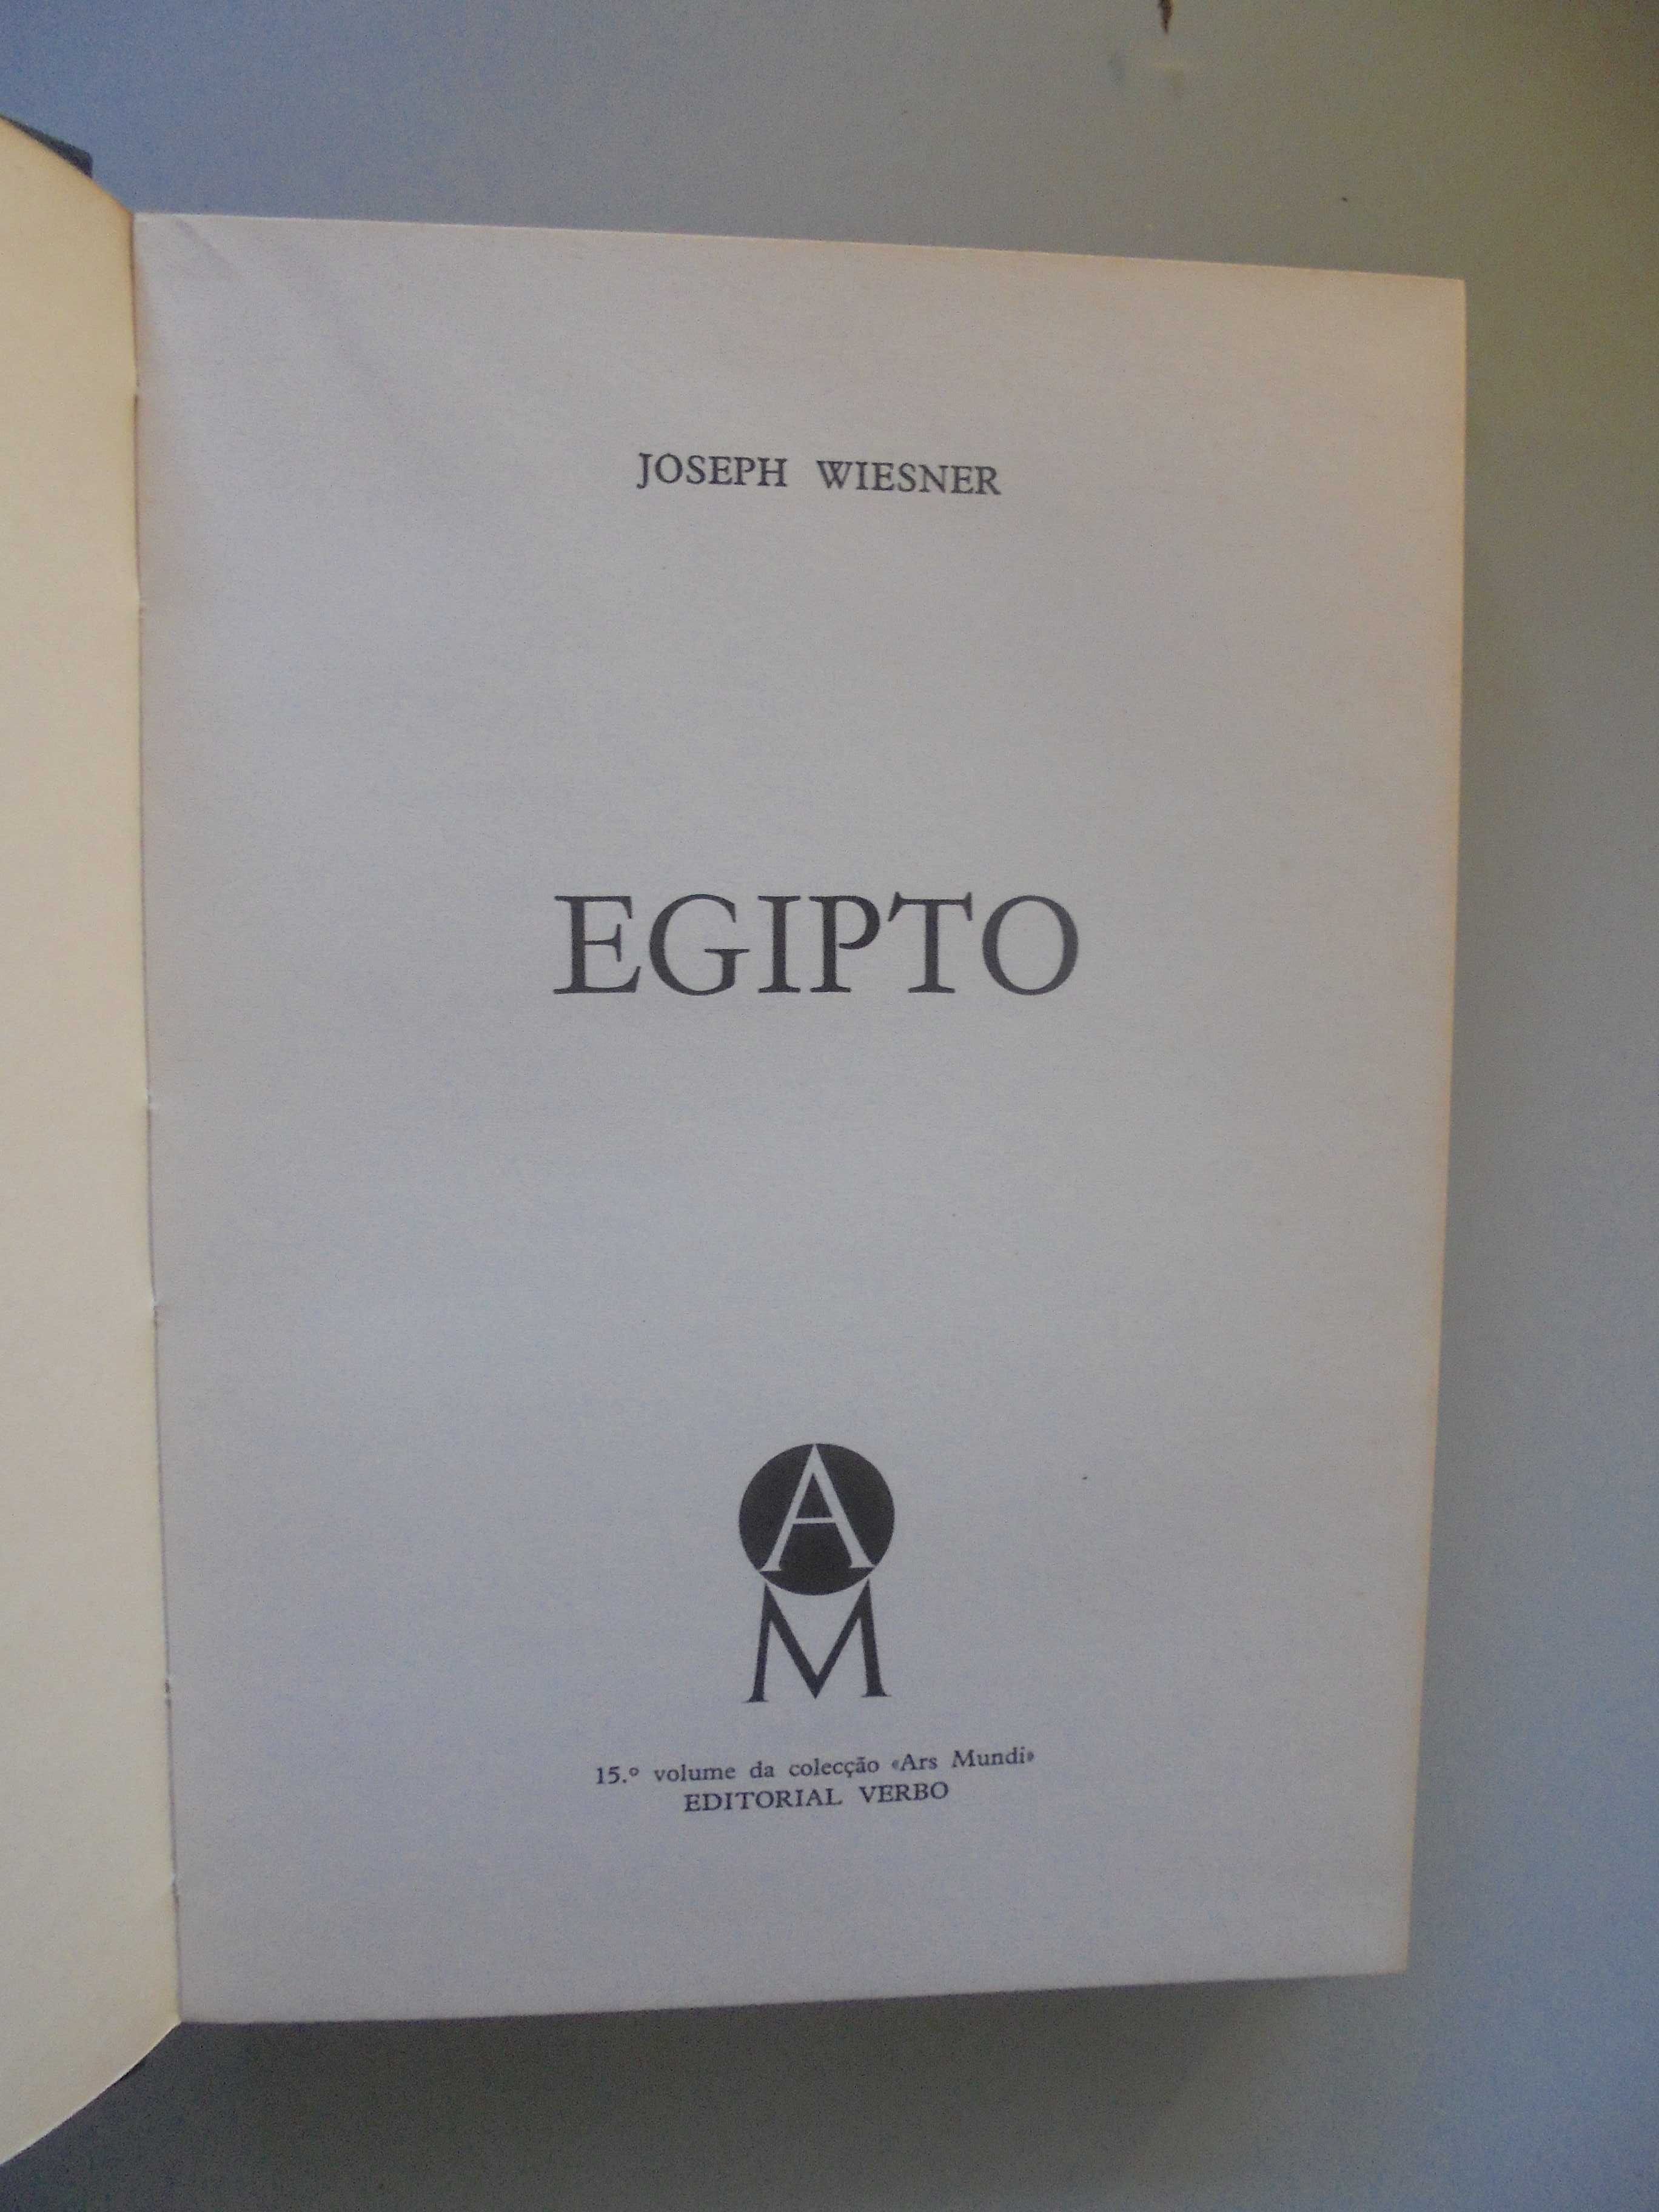 JOSEPH WIESNER
EGIPTO
A
M
15.º volume da colecção «Ars Mundi»
EDITORIAL VERBO